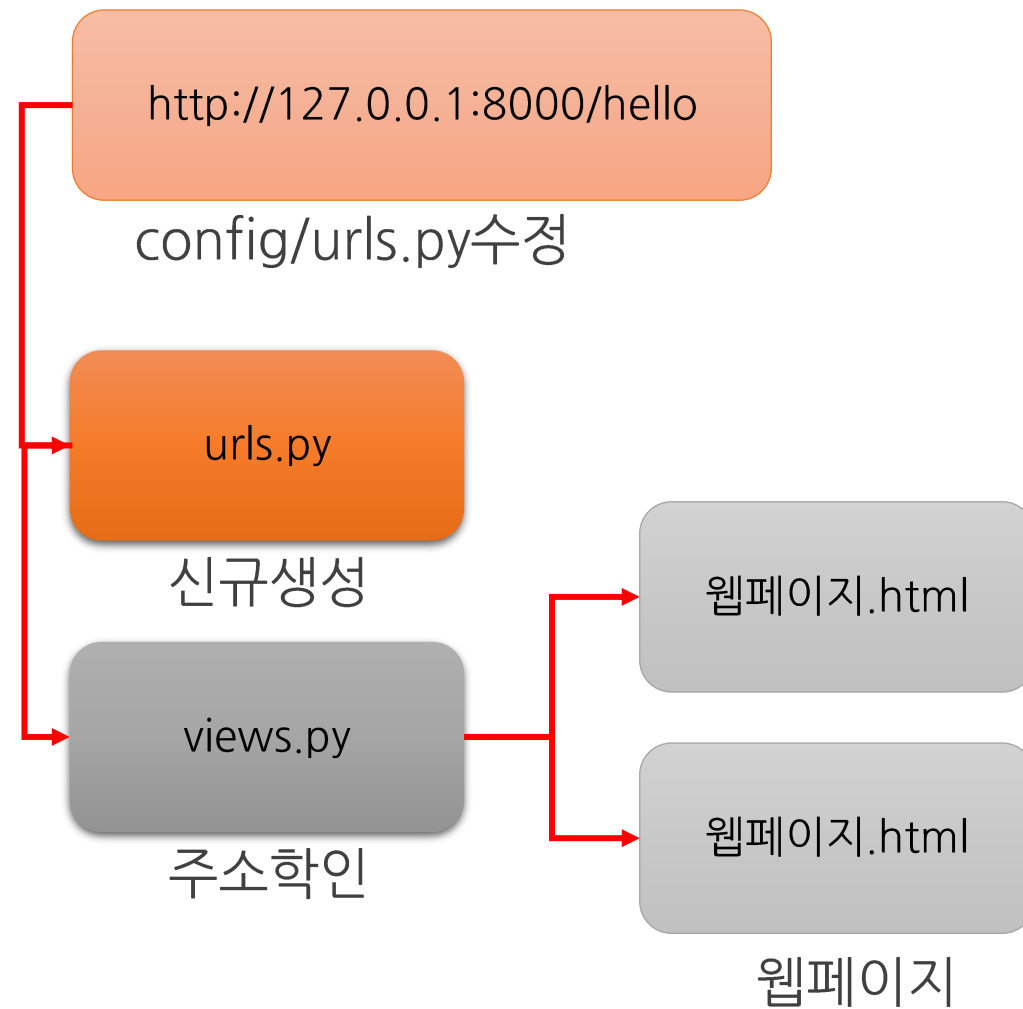 http://127.0.0.1:8000/hello
config/urls.py수정
urls.py
신규생성
views.py
주소학인
웹페이지.html
웹페이지.html
웹페이지